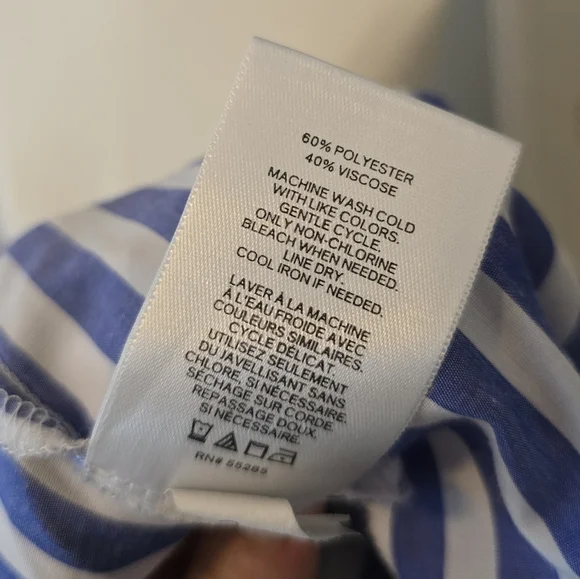 60% POLYESTER
40% VISCOSE
MACHINE WASH COLD
WITH LIKE COLORS.
GENTLE CYCLE.
ONLY NON-CHLORINE
BLEACH WHEN NEEDED.
LINE DRY.
COOL IRON IF NEEDED.
LAVER À LA MACHINE
À L'EAU FROIDE AVEC
COULEURS SIMILAIRES.
CYCLE DÉLICAT.
UTILISEZ SEULEMENT
DU JAVELLISANT SANS
CHLORE, SI NÉCESSAIRE.
SÉCHAGE SUR CORDE.
REPASSAGE DOUX,
SI NÉCESSAIRE.
RN# 55285